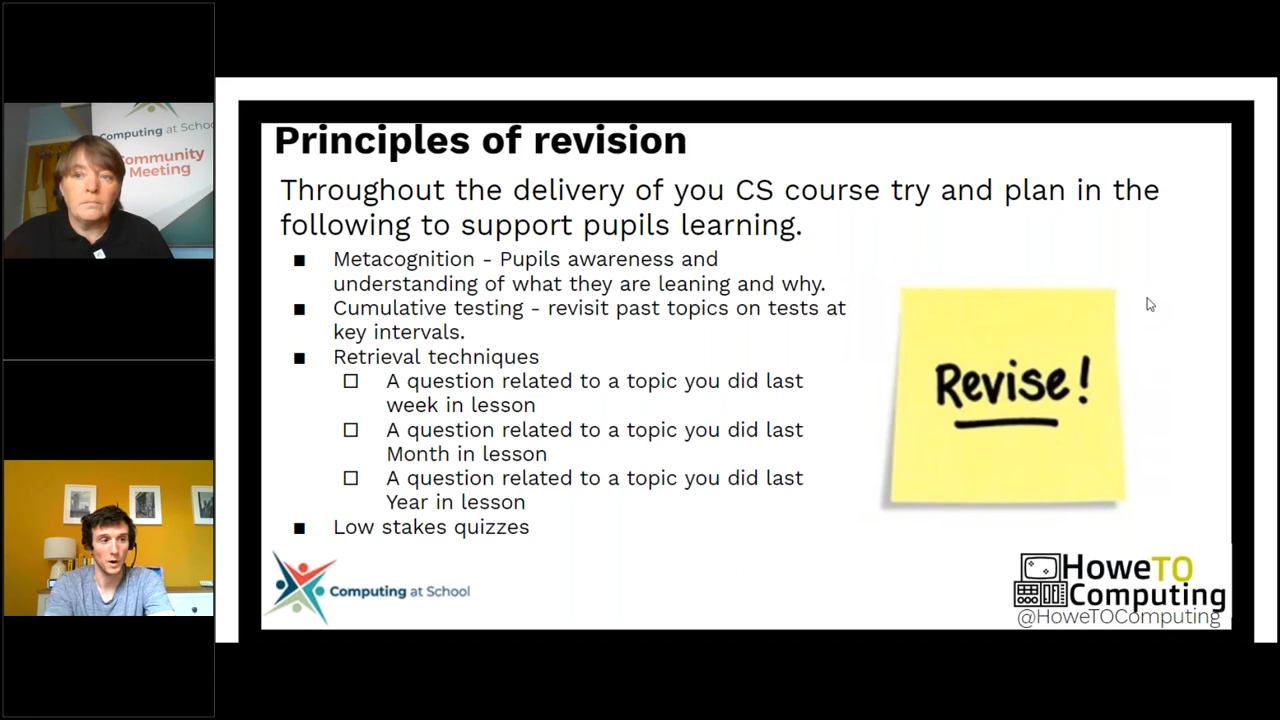 Computing at Schoo
ommunity
Meeting
Principles of revision
Throughout the delivery of you CS course try and plan in the
following to support pupils learning.
Metacognition - Pupils awareness and
understanding of what they are leaning and why.
Cumulative testing - revisit past topics on tests at
key intervals.
Retrieval techniques
A question related to a topic you did last
week in lesson
A question related to a topic you did last
Month in lesson
A question related to a topic you did last
Year in lesson
Low stakes quizzes
Revise!
Computing at School
HoweTO
Computing
@HoweTOComputing